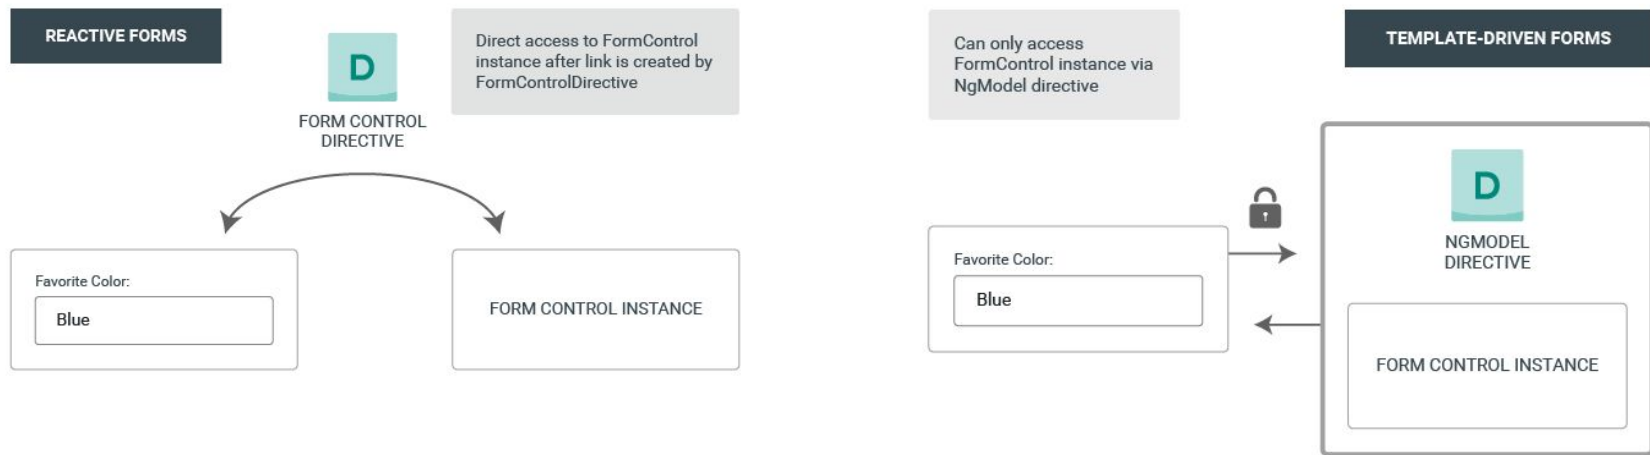 REACTIVE FORMS
D
FORM CONTROL
DIRECTIVE
Direct access to FormControl
instance after link is created by
FormControlDirective
Favorite Color:
Blue
FORM CONTROL INSTANCE
Can only access
FormControl instance via
NgModel directive
TEMPLATE-DRIVEN FORMS
Favorite Color:
Blue
D
NGMODEL
DIRECTIVE
FORM CONTROL INSTANCE